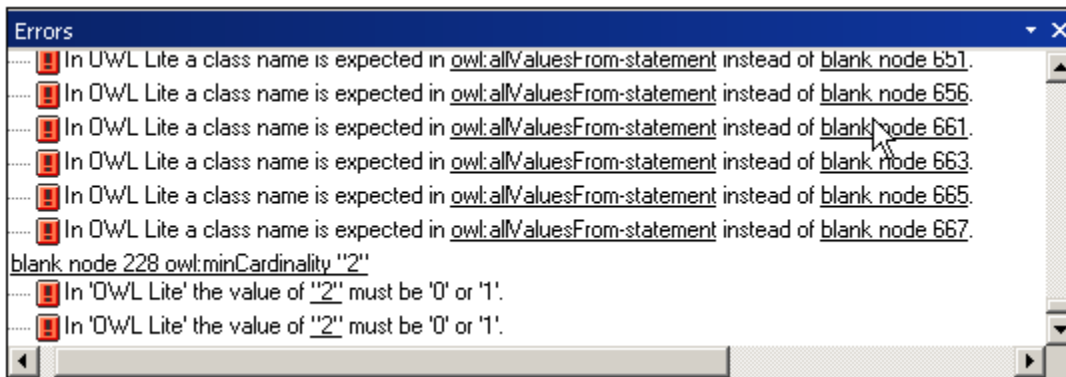 Errors
In OWL Lite a class name is expected in owl:allValuesFrom-statement instead of blank node 651.
In OWL Lite a class name is expected in owl:allValuesFrom-statement instead of blank node 656.
In OWL Lite a class name is expected in owl:allValuesFrom-statement instead of blank node 661.
In OWL Lite a class name is expected in owl:allValuesFrom-statement instead of blank node 663.
In OWL Lite a class name is expected in owl:allValuesFrom-statement instead of blank node 665.
In OWL Lite a class name is expected in owl:allValuesFrom-statement instead of blank node 667.
blank node 228 owl:minCardinality "2"
In 'OWL Lite' the value of "2" must be '0' or '1'.
In 'OWL Lite' the value of "2" must be '0' or '1'.